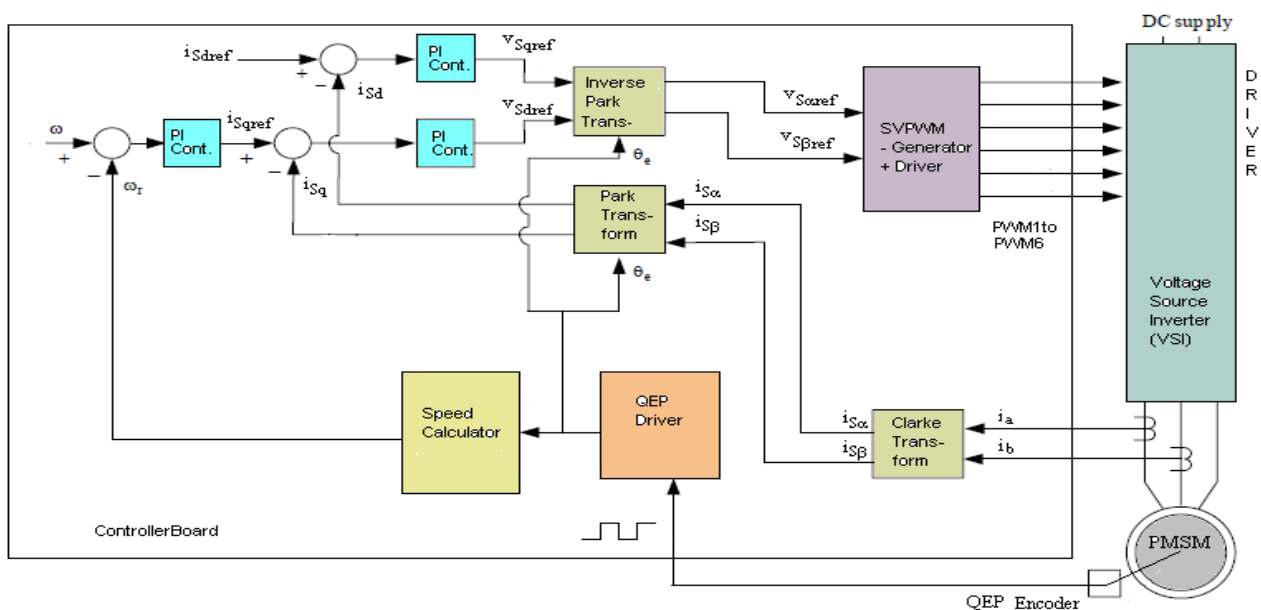 DC supply
DRIVER
iSdref
+
−
iSd
PI
Cont.
vSqref
Inverse
Park
Trans-
vSαref
vSβref
SVPWM
- Generator
+ Driver
PWM1to
PWM6
ω
+
−
ωr
PI
Cont.
iSqref
+
−
iSq
PI
Cont.
vSdref
θe
Park
Trans-
form
iSα
iSβ
θe
Voltage
Source
Inverter
(VSI)
Speed
Calculator
QEP
Driver
iSα
iSβ
Clarke
Trans-
form
ia
ib
ControllerBoard
PMSM
QEP Encoder